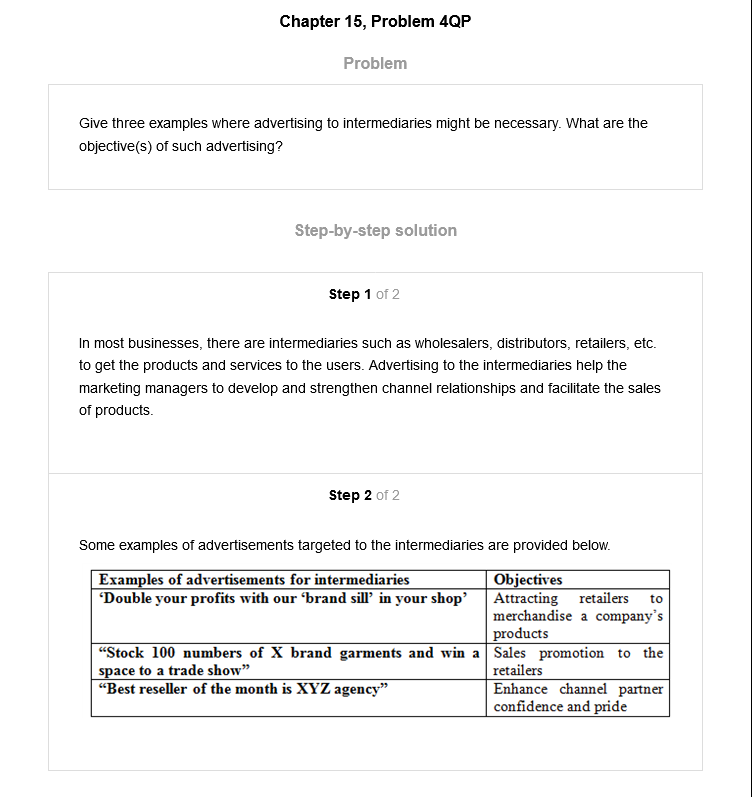 Chapter 15, Problem 4QP
Problem
Give three examples where advertising to intermediaries might be necessary. What are the
objective(s) of such advertising?
Step-by-step solution
Step 1 of 2
In most businesses, there are intermediaries such as wholesalers, distributors, retailers, etc.
to get the products and services to the users. Advertising to the intermediaries help the
marketing managers to develop and strengthen channel relationships and facilitate the sales
of products.
Step 2 of 2
Some examples of advertisements targeted to the intermediaries are provided below.
Examples of advertisements for intermediaries
Objectives
‘Double your profits with our ‘brand sill’ in your shop’
Attracting retailers to
merchandise a company’s
products
“Stock 100 numbers of X brand garments and win a
space to a trade show”
Sales promotion to the
retailers
“Best reseller of the month is XYZ agency”
Enhance channel partner
confidence and pride